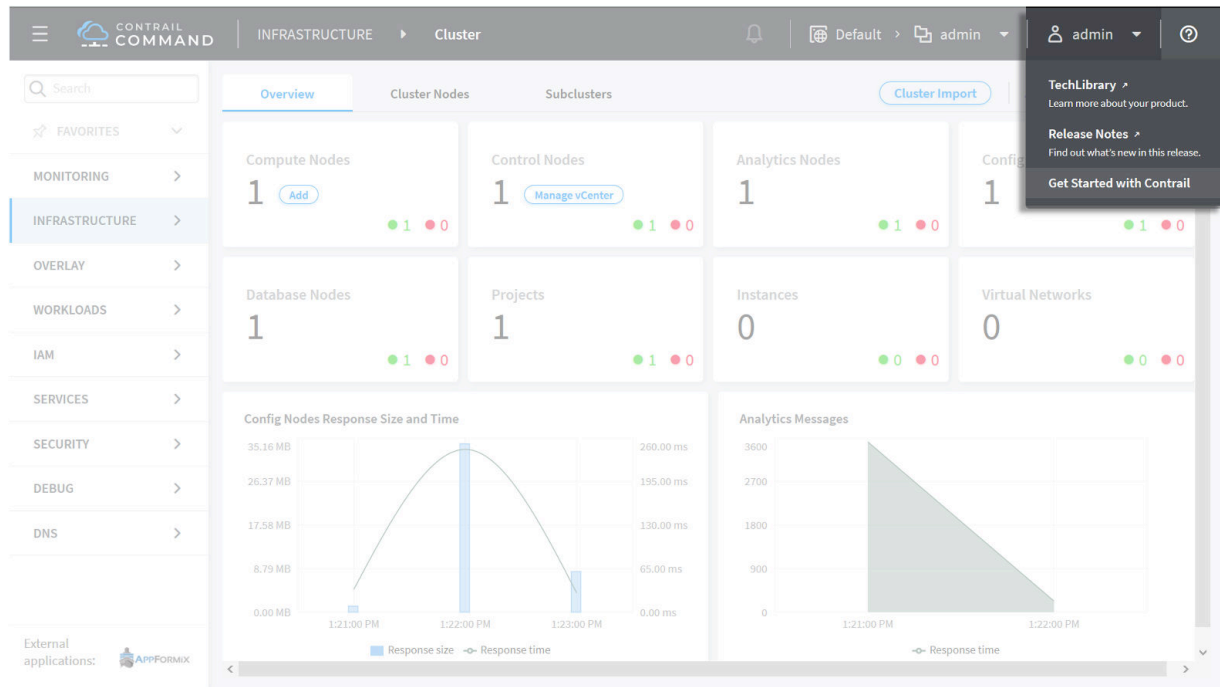 CONTRAIL
COMMAND
INFRASTRUCTURE
Cluster
Default
admin
admin
Search
FAVORITES
MONITORING
INFRASTRUCTURE
OVERLAY
WORKLOADS
IAM
SERVICES
SECURITY
DEBUG
DNS
External
applications:
APPFORMIX
Overview
Cluster Nodes
Subclusters
Cluster Import
TechLibrary
Learn more about your product.
Release Notes
Find out what's new in this release.
Get Started with Contrail
Compute Nodes
1
Add
1 0
Control Nodes
1
Manage vCenter
1 0
Analytics Nodes
1
1 0
Config
1
1 0
Database Nodes
1
1 0
Projects
1
1 0
Instances
0
0 0
Virtual Networks
0
0 0
Config Nodes Response Size and Time
35.16 MB
26.37 MB
17.58 MB
8.79 MB
0.00 MB
260.00 ms
195.00 ms
130.00 ms
65.00 ms
0.00 ms
1:21:00 PM
1:22:00 PM
1:23:00 PM
Response size
Response time
Analytics Messages
3600
2700
1800
900
0
1:21:00 PM
1:22:00 PM
Response time